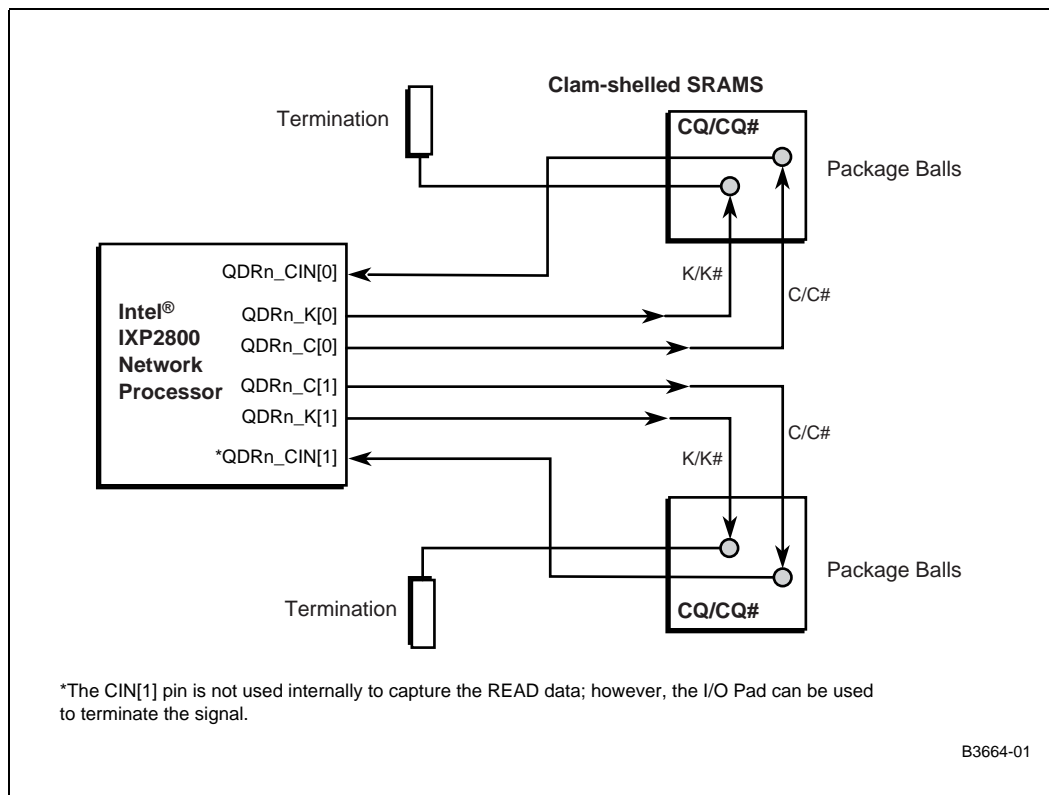 Clam-shelled SRAMS
Termination
CQ/CQ#
Package Balls
QDRn_CIN[0]
K/K#
C/C#
Intel® 
IXP2800
Network
Processor
QDRn_K[0]
QDRn_C[0]
QDRn_C[1]
QDRn_K[1]
*QDRn_CIN[1]
C/C#
K/K#
Package Balls
Termination
CQ/CQ#
*The CIN[1] pin is not used internally to capture the READ data; however, the I/O Pad can be used
to terminate the signal.
B3664-01